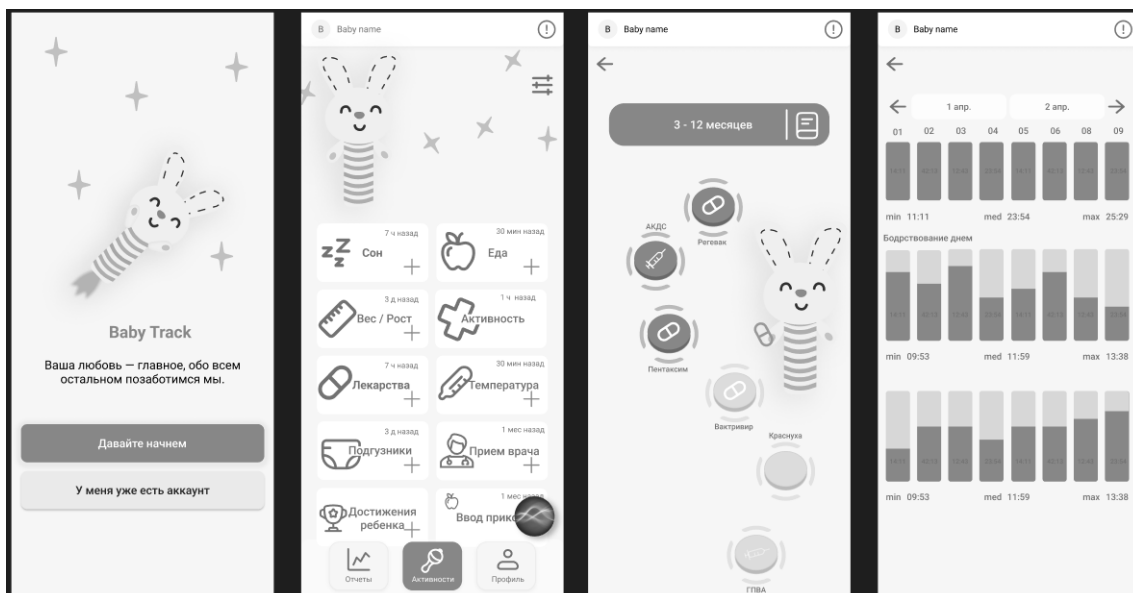 Baby Track
Ваша любовь — главное, обо всем
остальном позаботимся мы.
Давайте начнем
У меня уже есть аккаунт
B Baby name
7 ч назад
Сон
30 мин назад
Еда
3 д назад
Вес / Рост
1 ч назад
Активность
7 ч назад
Лекарства
30 мин назад
Температура
3 д назад
Подгузники
1 мес назад
Прием врача
Достижения
ребенка
1 мес
Ввод
Отчеты
Активности
Профиль
B Baby name
3 - 12 месяцев
Регевак
АКДС
Пентаксим
Вактривир
Краснуха
ГПВА
B Baby name
1 апр. 2 апр.
01 02 03 04 05 06 08 09
min 11:11 med 23:54 max 25:29
Бодрствование днем
min 09:53 med 11:59 max 13:38
min 09:53 med 11:59 max 13:38